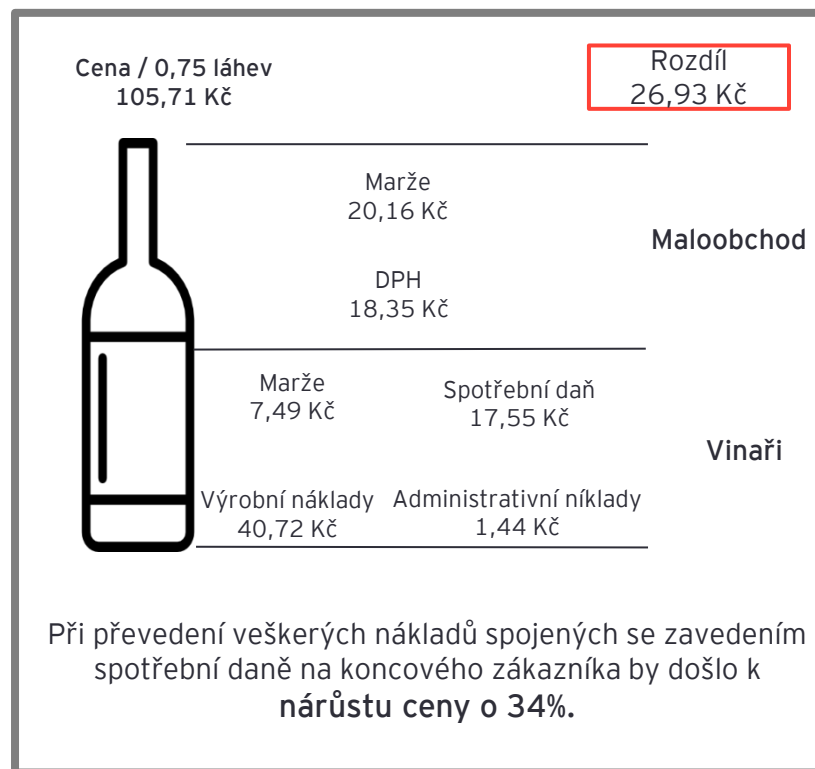 Cena / 0,75 láhev
105,71 Kč
Rozdíl
26,93 Kč
Marže
20,16 Kč
Maloobchod
DPH
18,35 Kč
Marže
7,49 Kč
Spotřební daň
17,55 Kč
Vinaři
Výrobní náklady
40,72 Kč
Administrativní níklady
1,44 Kč
Při převedení veškerých nákladů spojených se zavedením
spotřební daně na koncového zákazníka by došlo k
nárůstu ceny o 34%.